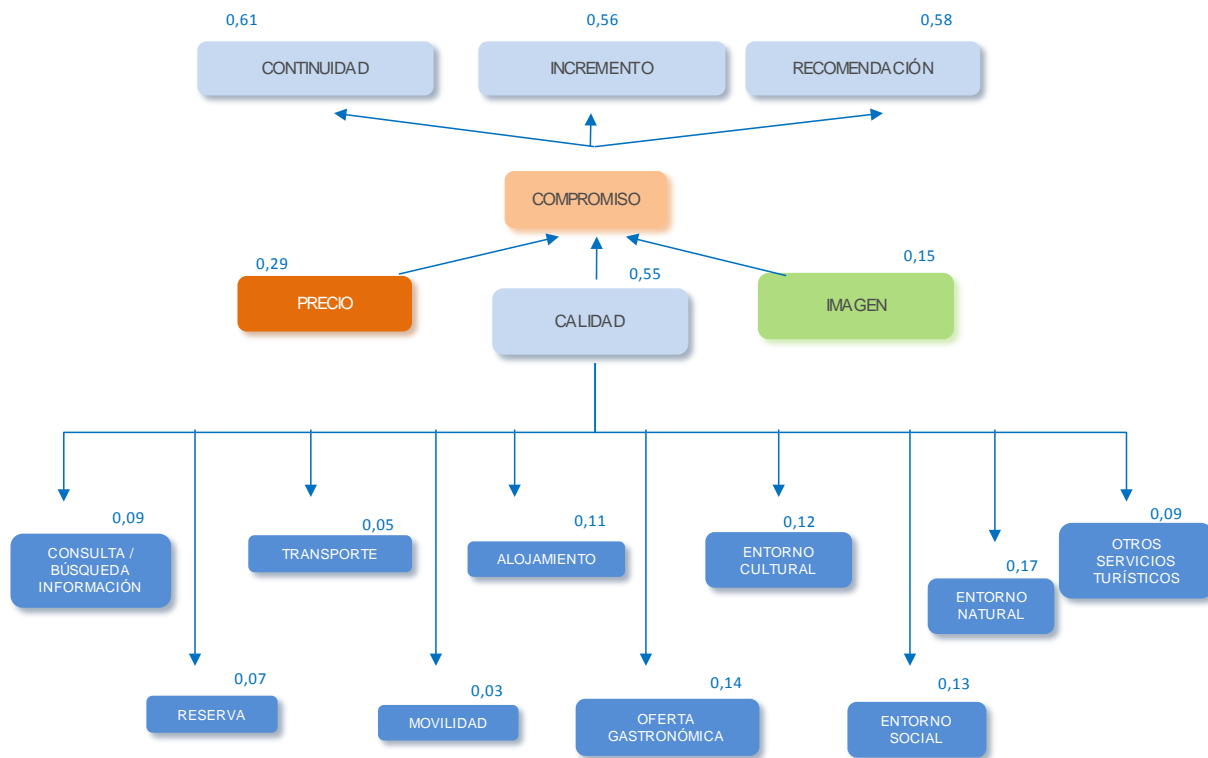 0,61
0,56
0,58
CONTINUIDAD
INCREMENTO
RECOMENDACIÓN
COMPROMISO
0,29
0,55
0,15
PRECIO
CALIDAD
IMAGEN
0,09
CONSULTA /
BÚSQUEDA
INFORMACIÓN
0,05
TRANSPORTE
0,11
ALOJAMIENTO
0,12
ENTORNO
CULTURAL
0,17
ENTORNO
NATURAL
0,09
OTROS
SERVICIOS
TURÍSTICOS
0,07
RESERVA
0,03
MOVILIDAD
0,14
OFERTA
GASTRONÓMICA
0,13
ENTORNO
SOCIAL